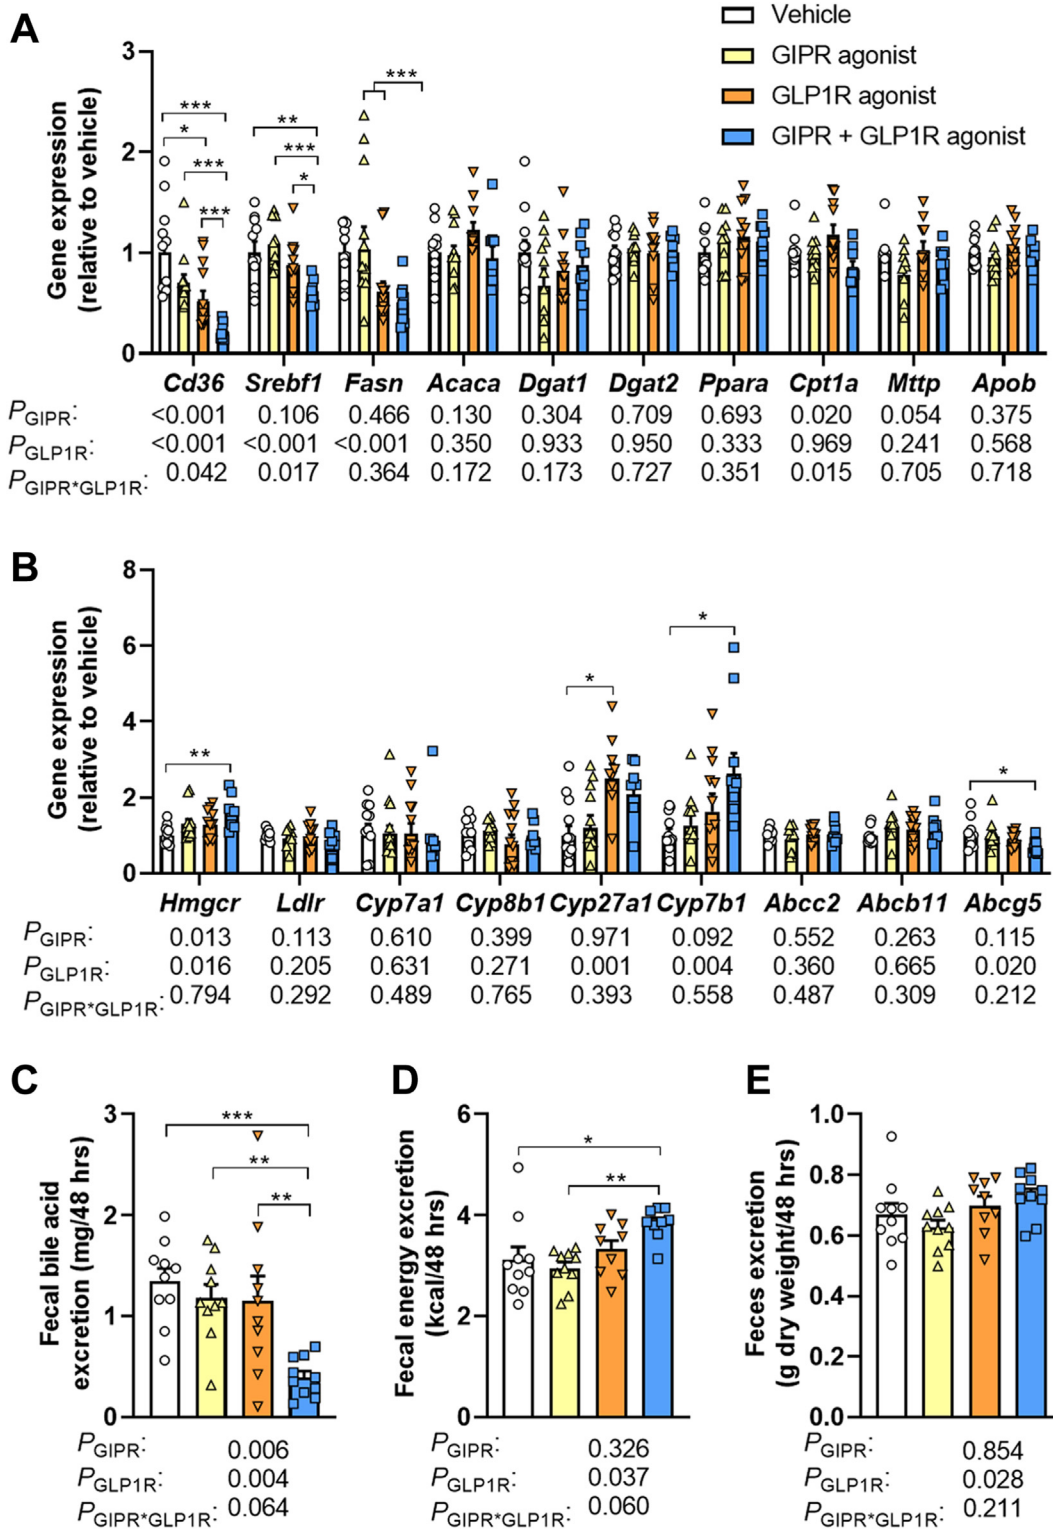 A
Vehicle
GIPR agonist
GLP1R agonist
GIPR + GLP1R agonist
Gene expression
(relative to vehicle)
3
2
1
0
*** * *** *** ** *** * ***
Cd36 Srebf1 Fasn Acaca Dgat1 Dgat2 Ppara Cpt1a Mttp Apob
PGIPR: <0.001 0.106 0.466 0.130 0.304 0.709 0.693 0.020 0.054 0.375
PGLP1R: <0.001 <0.001 <0.001 0.350 0.933 0.950 0.333 0.969 0.241 0.568
PGIPR*GLP1R: 0.042 0.017 0.364 0.172 0.173 0.727 0.351 0.015 0.705 0.718
B
Gene expression
(relative to vehicle)
8
6
4
2
0
** * * *
Hmgcr Ldlr Cyp7a1 Cyp8b1 Cyp27a1 Cyp7b1 Abcc2 Abcb11 Abcg5
PGIPR: 0.013 0.113 0.610 0.399 0.971 0.092 0.552 0.263 0.115
PGLP1R: 0.016 0.205 0.631 0.271 0.001 0.004 0.360 0.665 0.020
PGIPR*GLP1R: 0.794 0.292 0.489 0.765 0.393 0.558 0.487 0.309 0.212
C
Fecal bile acid
excretion (mg/48 hrs)
3
2
1
0
***
**
**
PGIPR: 0.006
PGLP1R: 0.004
PGIPR*GLP1R: 0.064
D
Fecal energy excretion
(kcal/48 hrs)
6
4
2
0
*
**
PGIPR: 0.326
PGLP1R: 0.037
PGIPR*GLP1R: 0.060
E
Feces excretion
(g dry weight/48 hrs)
1.0
0.8
0.6
0.4
0.2
0.0
PGIPR: 0.854
PGLP1R: 0.028
PGIPR*GLP1R: 0.211